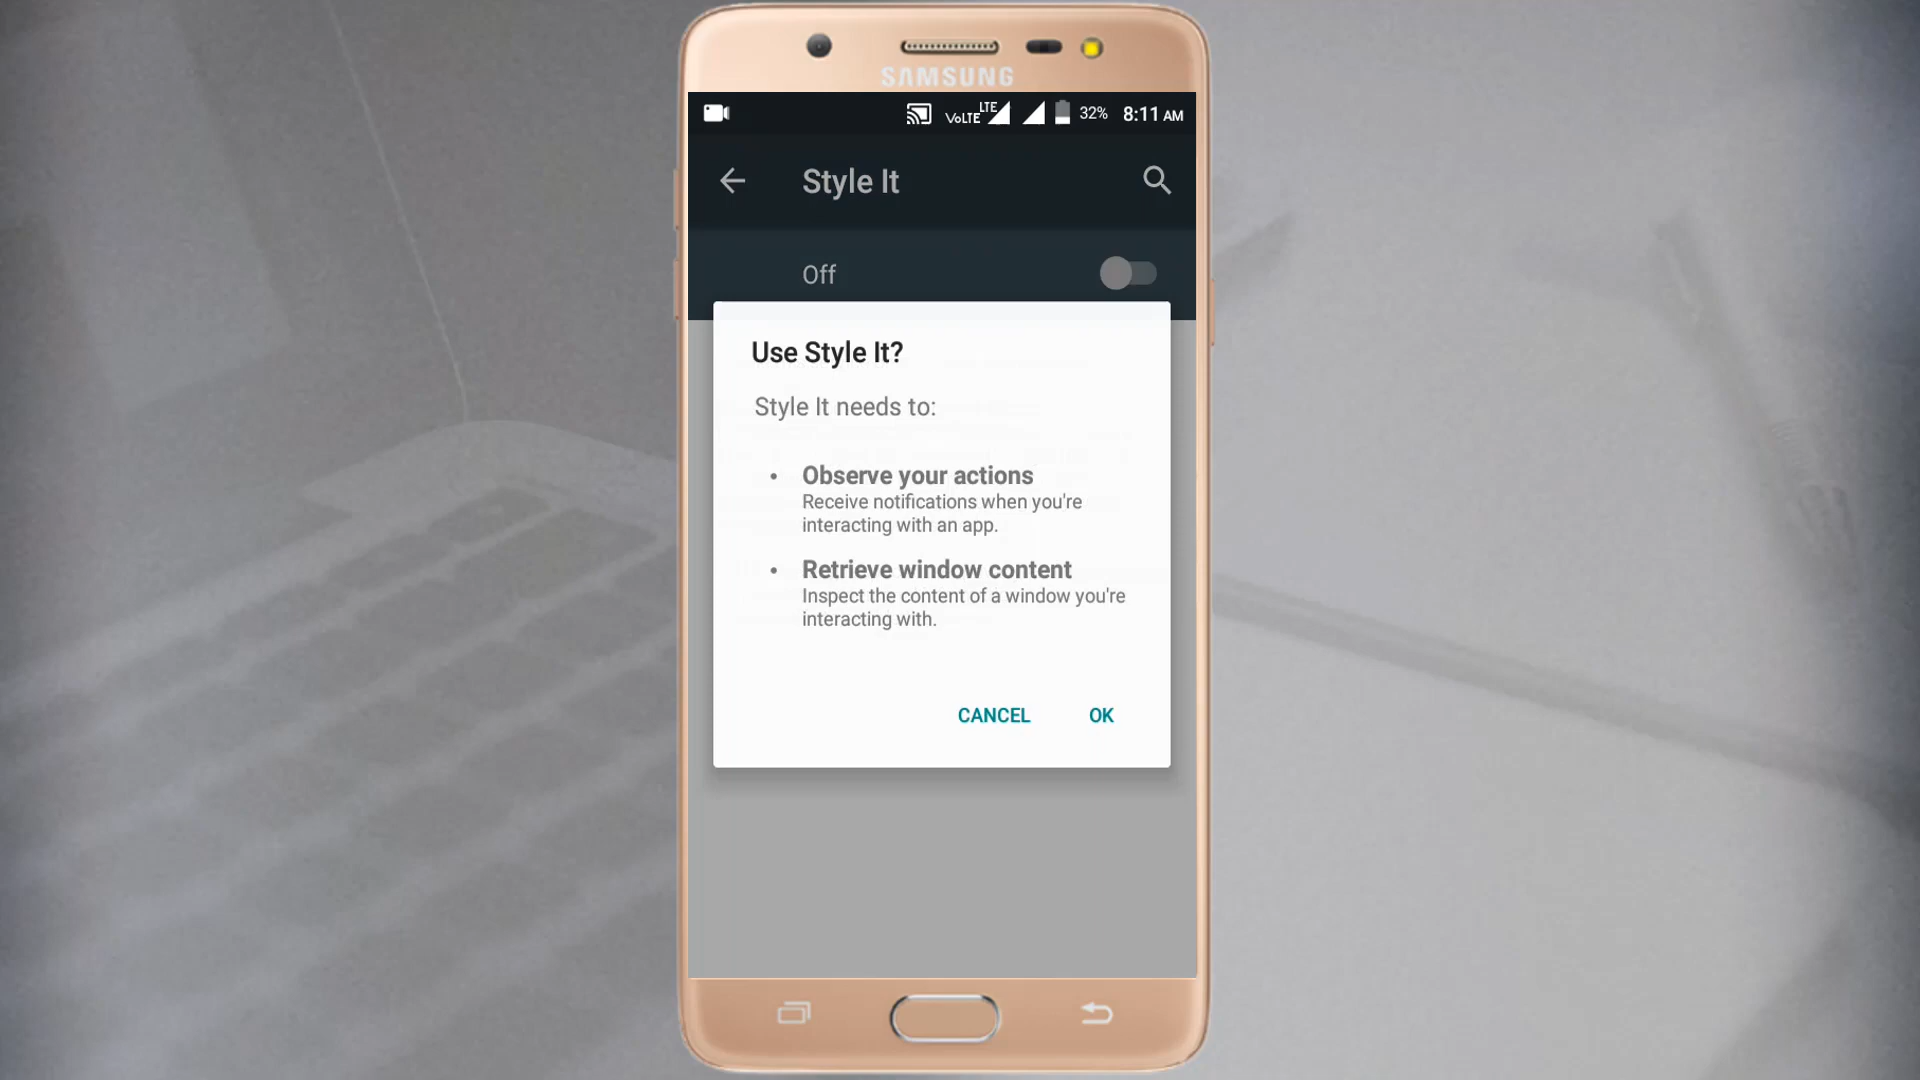 SAMSUNG
VoLTE LTE 32% 8:11 AM
Style It
Off
Use Style It?
Style It needs to:
• Observe your actions
Receive notifications when you're
interacting with an app.
• Retrieve window content
Inspect the content of a window you're
interacting with.
CANCEL OK